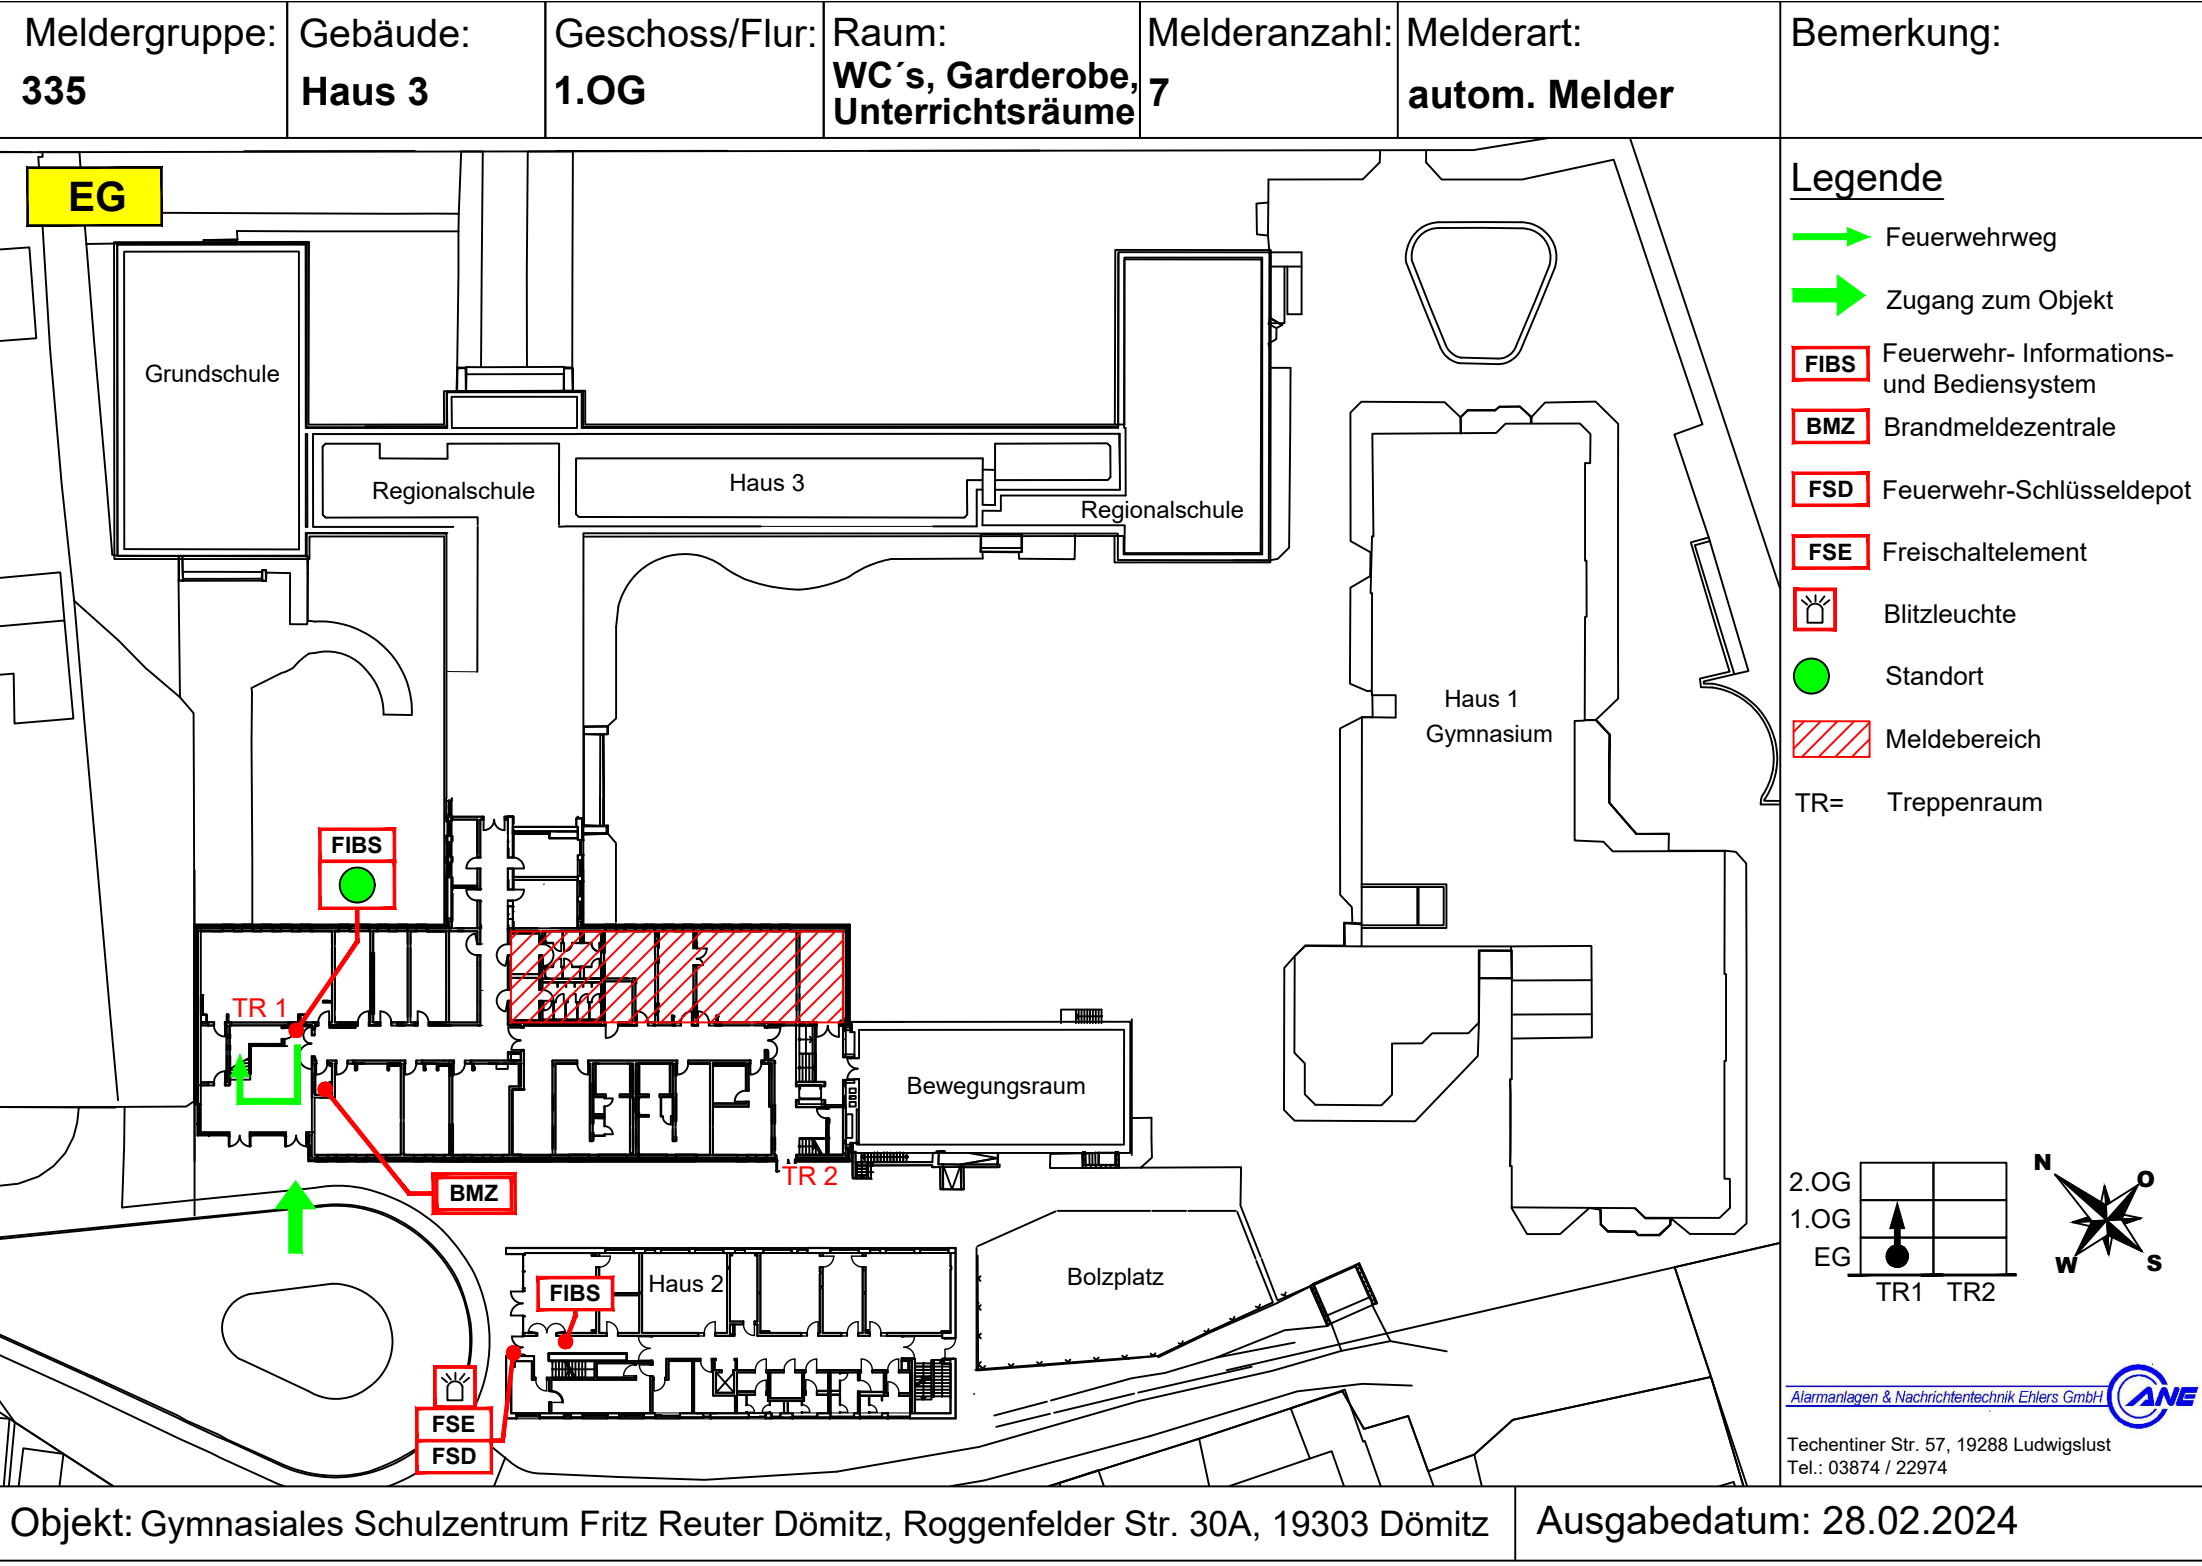 Meldergruppe:
335
Gebäude:
Haus 3
Geschoss/Flur:
1.OG
Raum:
WC´s, Garderobe,
Unterrichtsräume
Melderanzahl:
7
Melderart:
autom. Melder
Bemerkung:
EG
Grundschule
Regionalschule
Haus 3
Regionalschule
Haus 1
Gymnasium
FIBS
TR 1
Bewegungsraum
BMZ
TR 2
Haus 2
FIBS
Bolzplatz
FSE
FSD
Legende
Feuerwehrweg
Zugang zum Objekt
FIBS
Feuerwehr- Informations-
und Bediensystem
BMZ
Brandmeldezentrale
FSD
Feuerwehr-Schlüsseldepot
FSE
Freischaltelement
Blitzleuchte
Standort
Meldebereich
TR=
Treppenraum
2.OG
1.OG
EG
TR1
TR2
N
O
W
S
Alarmanlagen & Nachrichtentechnik Ehlers GmbH
ANE
Techentiner Str. 57, 19288 Ludwigslust
Tel.: 03874 / 22974
Objekt: Gymnasiales Schulzentrum Fritz Reuter Dömitz, Roggenfelder Str. 30A, 19303 Dömitz
Ausgabedatum: 28.02.2024